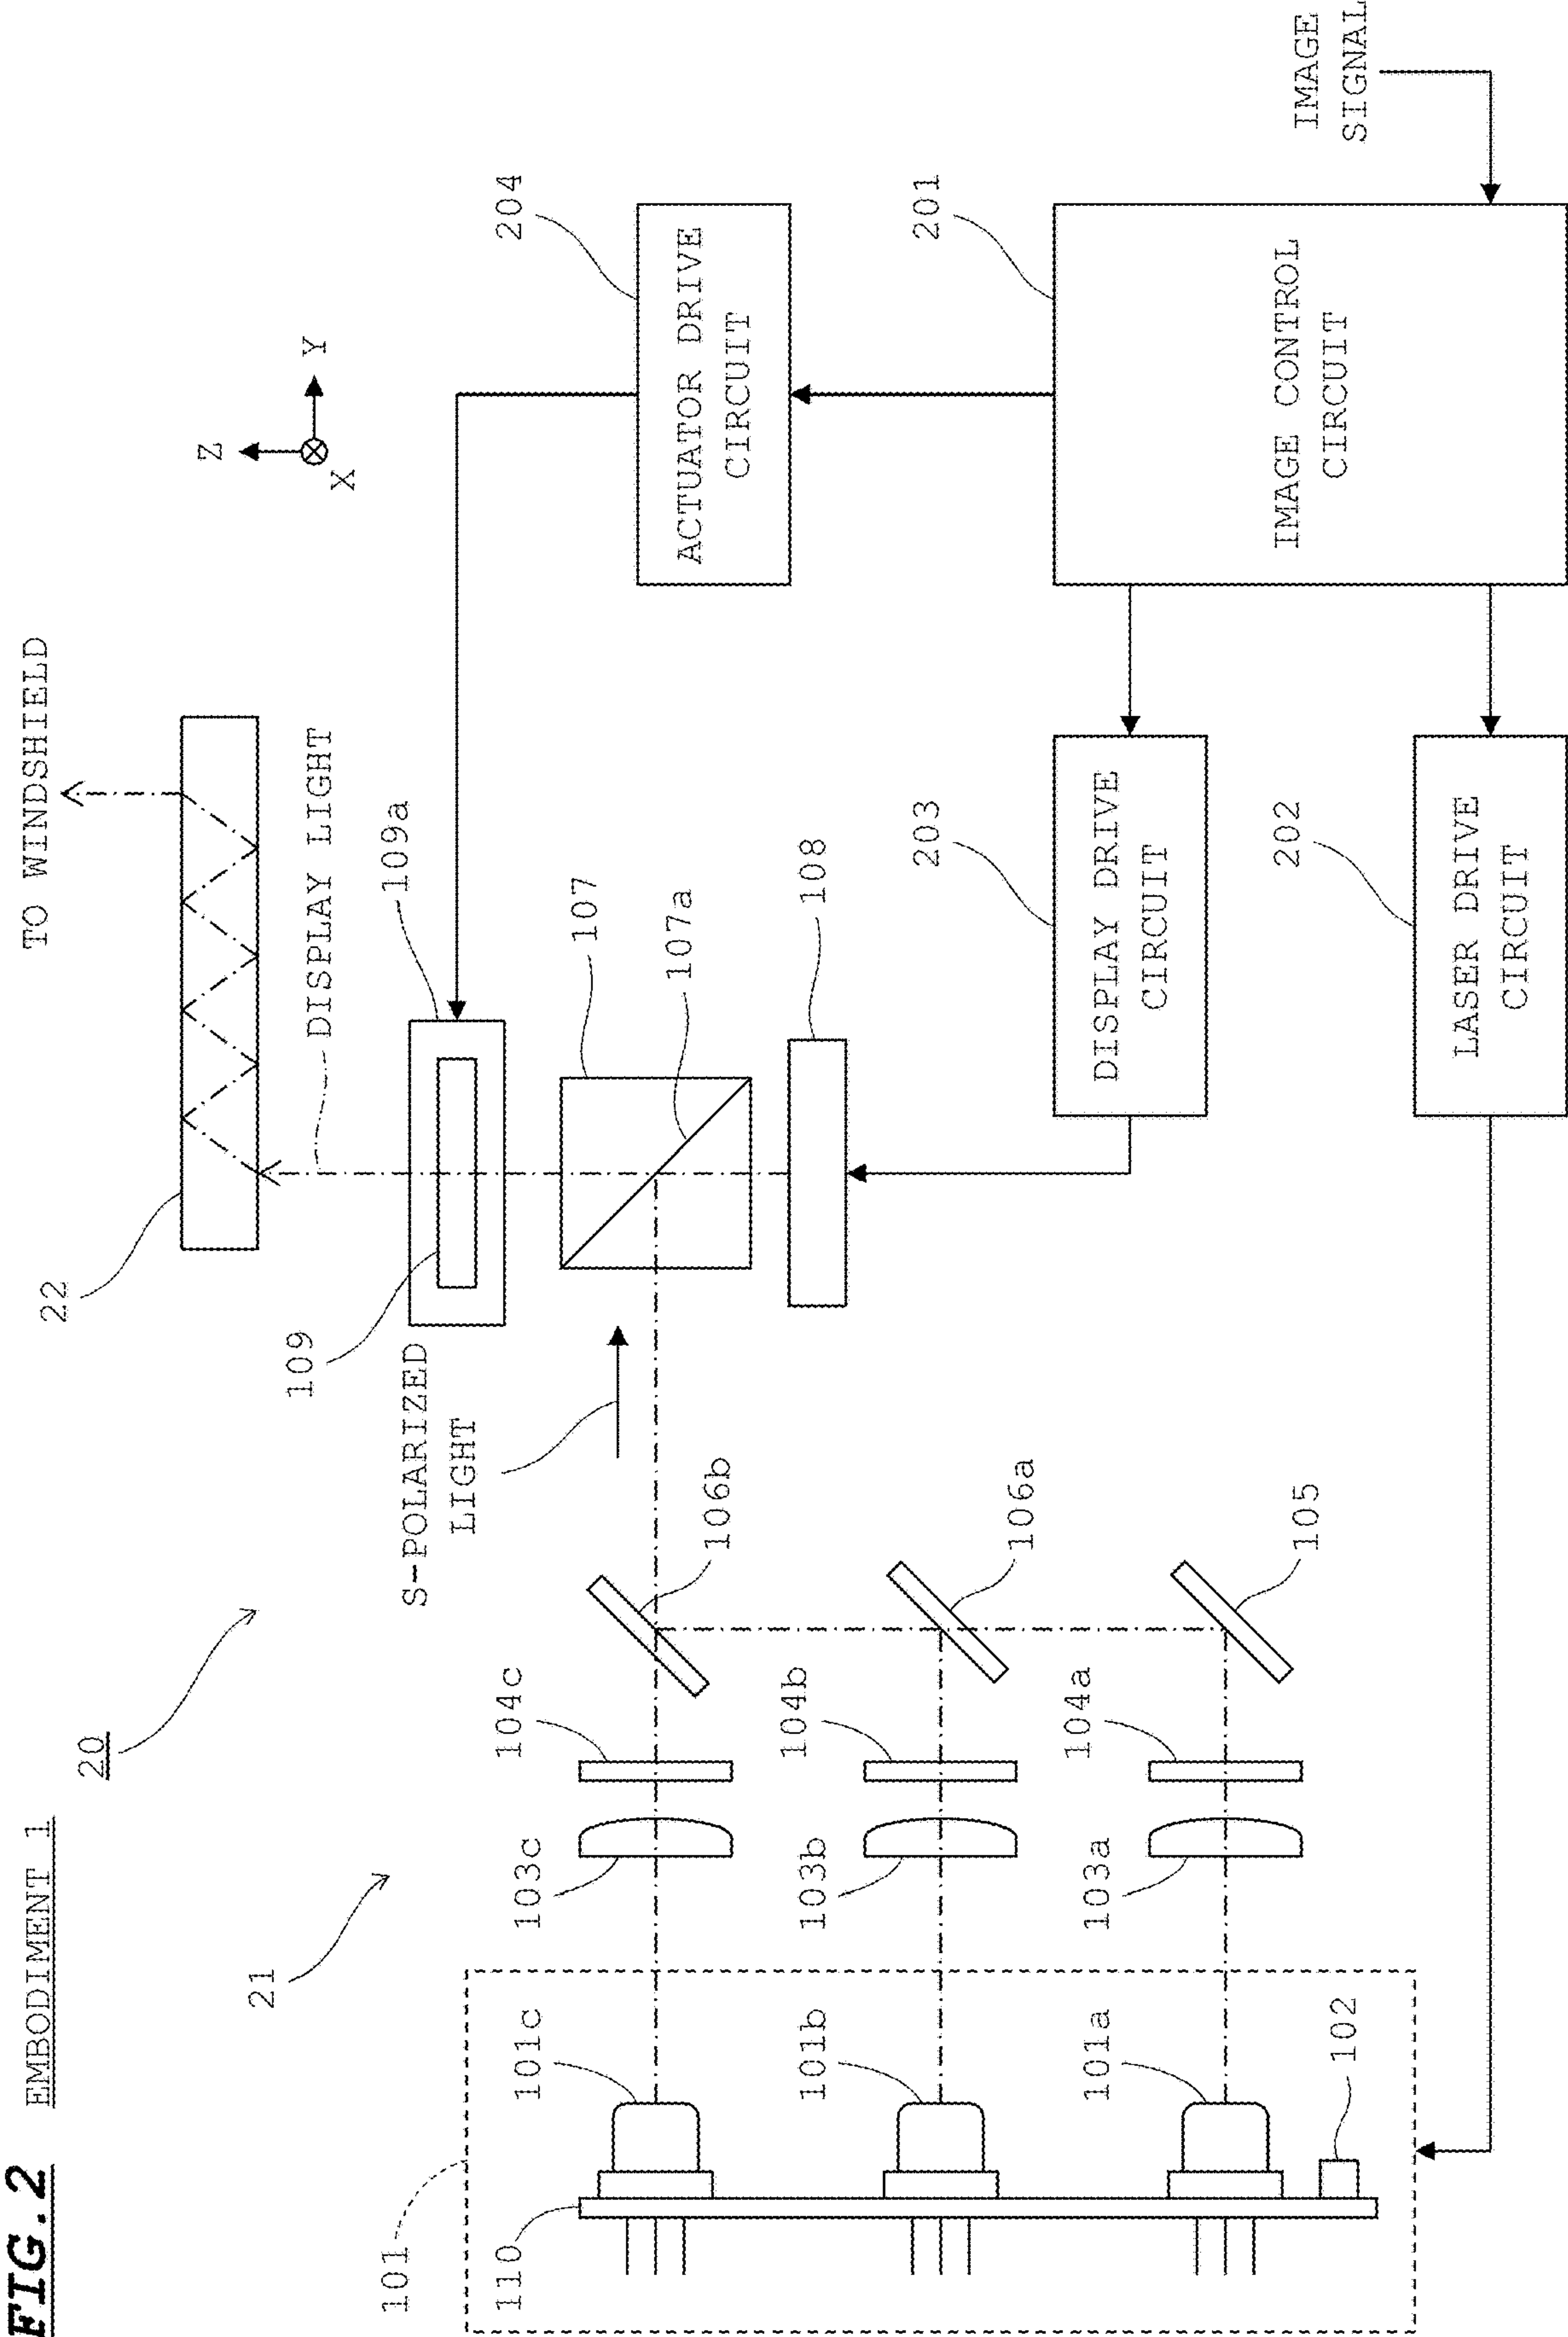 FIG. 2 EMBODIMENT 1
20
21
TO WINDSHIELD
22
DISPLAY LIGHT
Z
Y
X
109
109a
204
ACTUATOR DRIVE
CIRCUIT
S-POLARIZED
LIGHT
107
107a
108
101
110
101c
103c
104c
106b
101b
103b
104b
106a
101a
103a
104a
105
102
203
DISPLAY DRIVE
CIRCUIT
201
IMAGE CONTROL
CIRCUIT
IMAGE
SIGNAL
202
LASER DRIVE
CIRCUIT